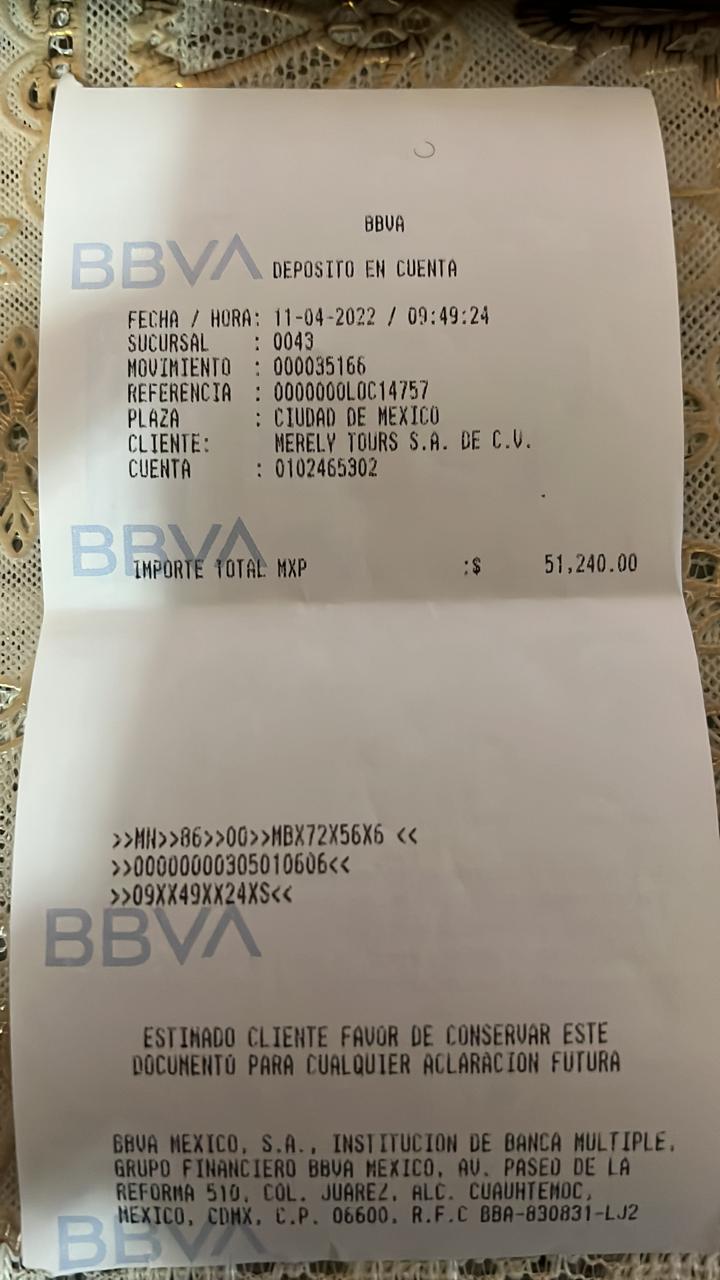 BBVA
BBVA DEPOSITO EN CUENTA
FECHA / HORA: 11-04-2022 / 09:49:24
SUCURSAL : 0043
MOVIMIENTO : 000035166
REFERENCIA : 0000000LOC14757
PLAZA : CIUDAD DE MEXICO
CLIENTE: MERELY TOURS S.A. DE C.V.
CUENTA : 0102465302
BBVA
IMPORTE TOTAL MXP :$ 51,240.00
>>MN>>86>>00>>MBX72X56X6 <<
>>00000000305010606<<
>>09XX49XX24XS<<
BBVA
ESTIMADO CLIENTE FAVOR DE CONSERVAR ESTE
DOCUMENTO PARA CUALQUIER ACLARACION FUTURA
BBVA MEXICO, S.A., INSTITUCION DE BANCA MULTIPLE,
GRUPO FINANCIERO BBVA MEXICO, AV. PASEO DE LA
REFORMA 510, COL. JUAREZ, ALC. CUAUHTEMOC,
MEXICO, CDMX, C.P. 06600, R.F.C BBA-830831-LJ2
BBVA